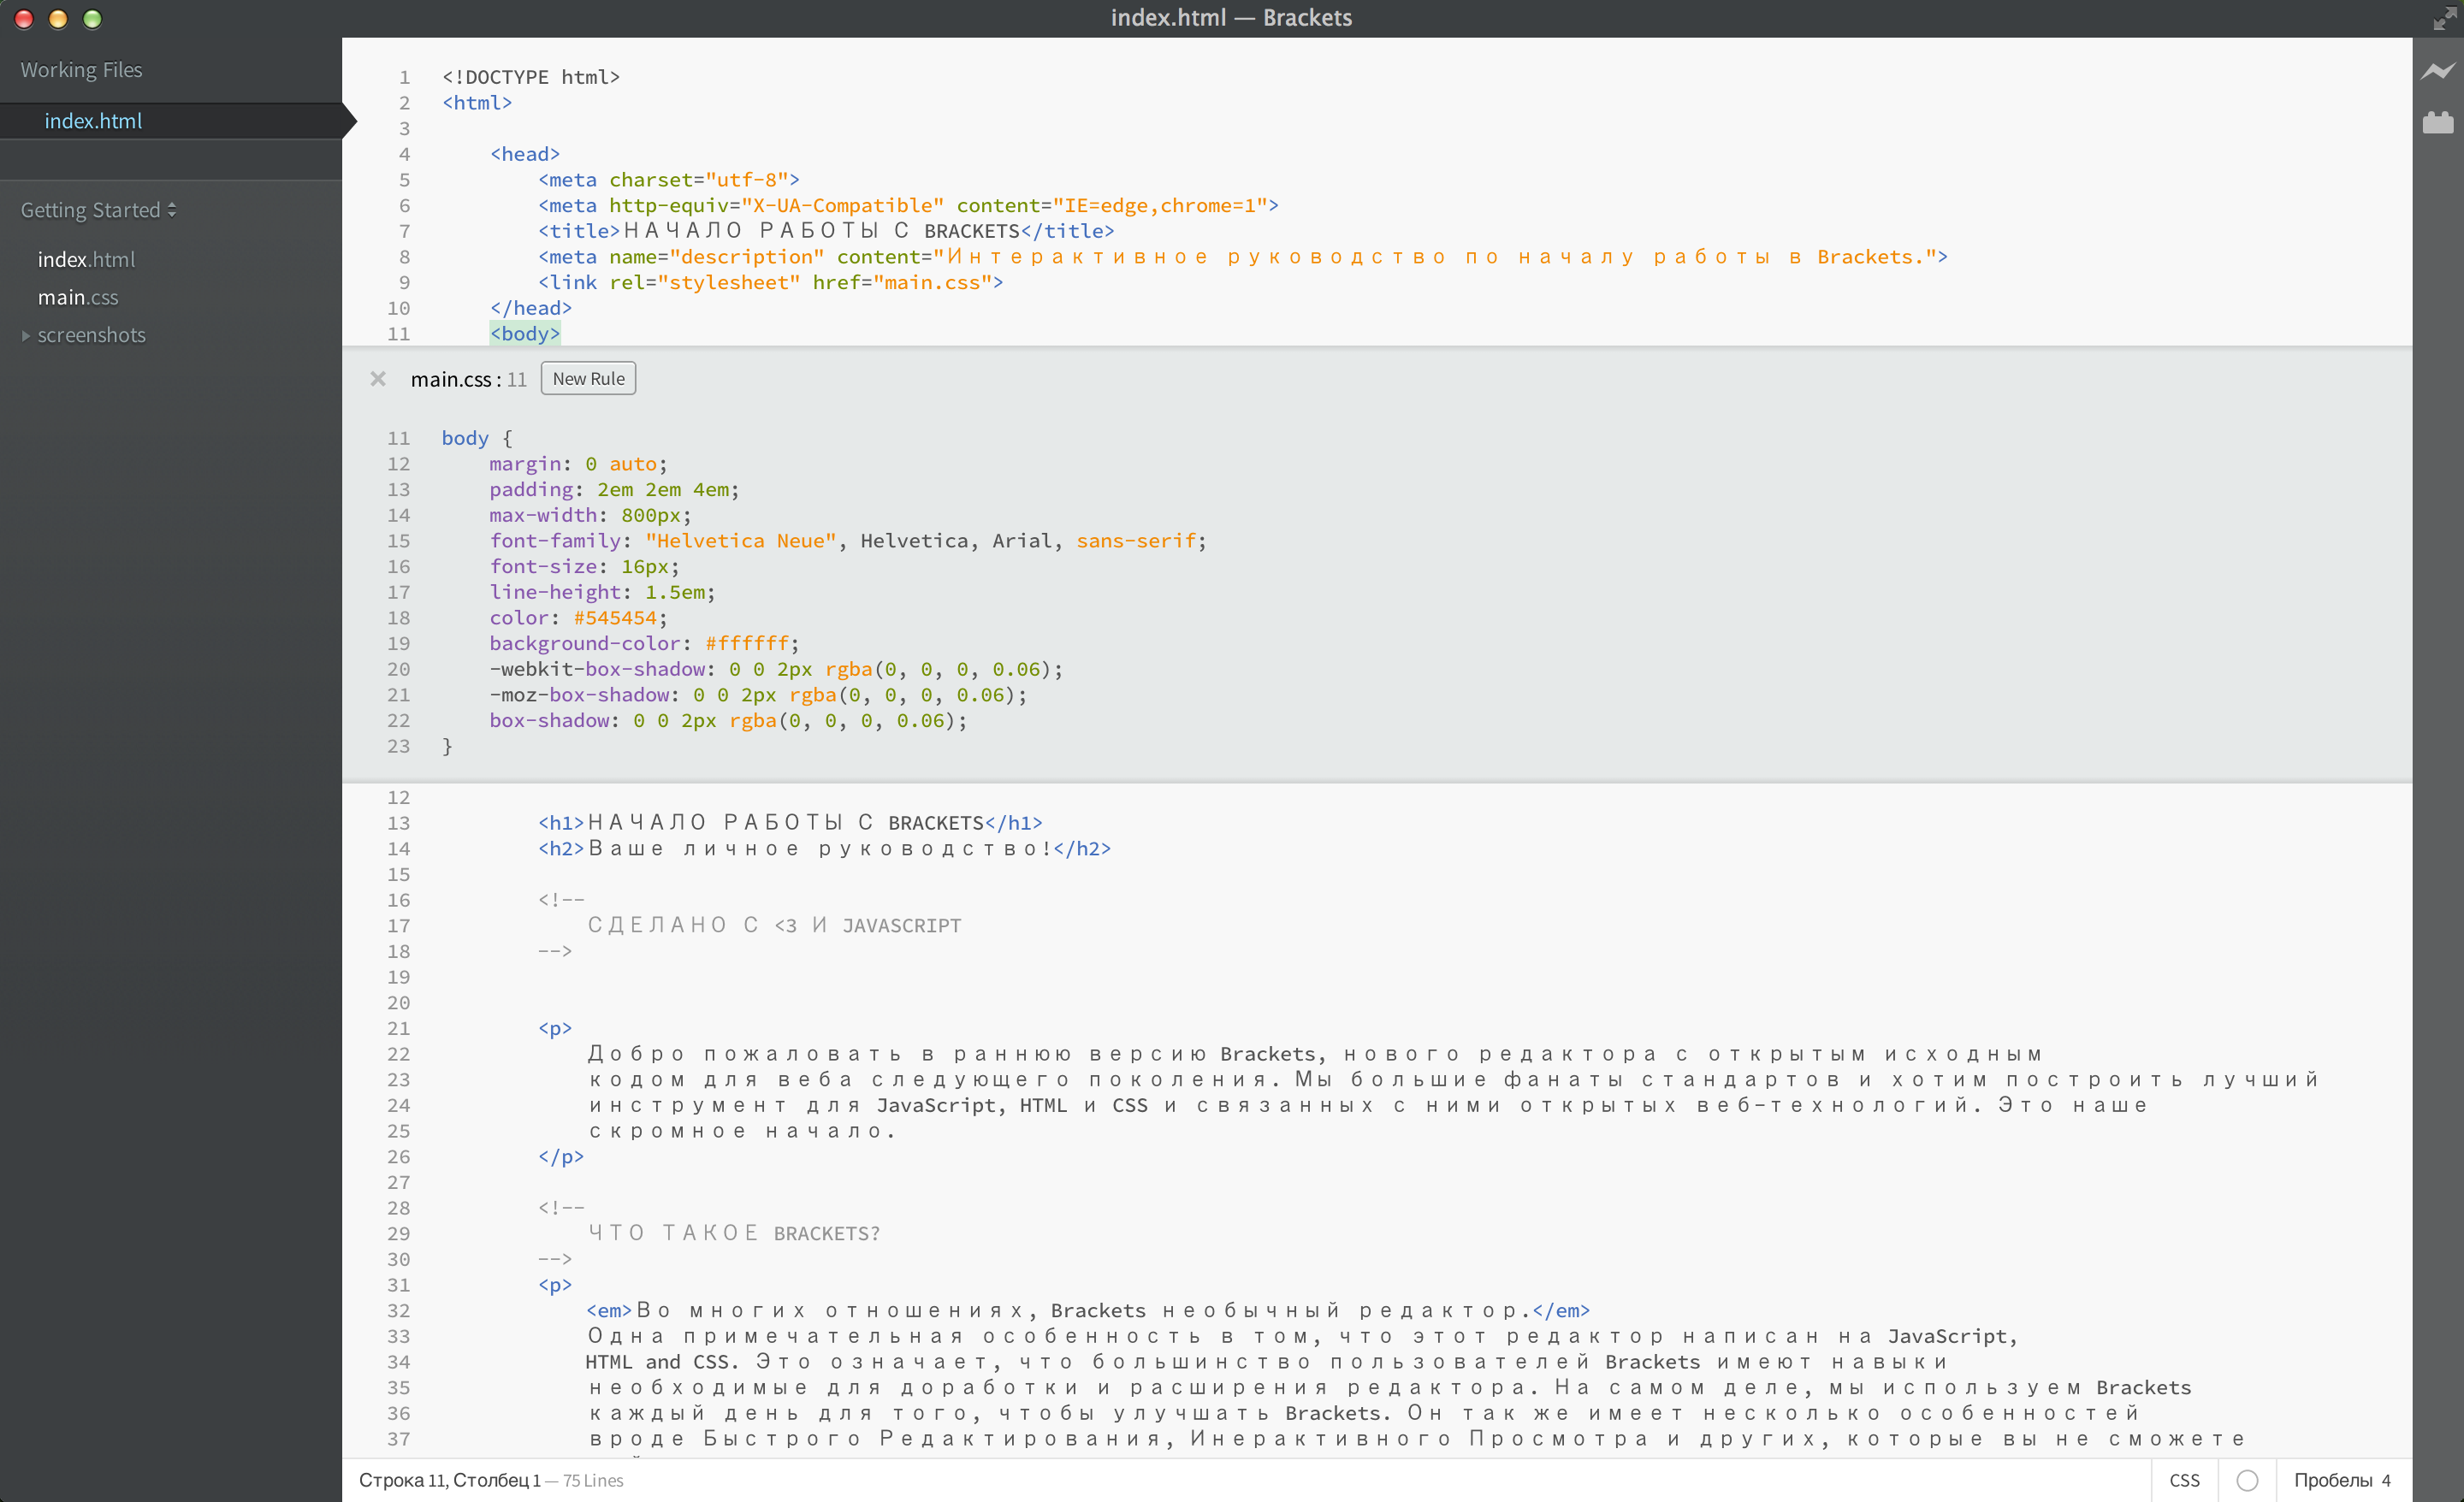 index.html — Brackets
Working Files
index.html
Getting Started
index.html
main.css
screenshots
1 <!DOCTYPE html>
2 <html>
3
4 <head>
5 <meta charset="utf-8">
6 <meta http-equiv="X-UA-Compatible" content="IE=edge,chrome=1">
7 <title>НАЧАЛО РАБОТЫ С BRACKETS</title>
8 <meta name="description" content="Интерактивное руководство по началу работы в Brackets.">
9 <link rel="stylesheet" href="main.css">
10 </head>
11 <body>
× main.css : 11 New Rule
11 body {
12 margin: 0 auto;
13 padding: 2em 2em 4em;
14 max-width: 800px;
15 font-family: "Helvetica Neue", Helvetica, Arial, sans-serif;
16 font-size: 16px;
17 line-height: 1.5em;
18 color: #545454;
19 background-color: #ffffff;
20 -webkit-box-shadow: 0 0 2px rgba(0, 0, 0, 0.06);
21 -moz-box-shadow: 0 0 2px rgba(0, 0, 0, 0.06);
22 box-shadow: 0 0 2px rgba(0, 0, 0, 0.06);
23 }
12
13 <h1>НАЧАЛО РАБОТЫ С BRACKETS</h1>
14 <h2>Ваше личное руководство!</h2>
15
16 <!--
17 СДЕЛАНО С <3 И JAVASCRIPT
18 -->
19
20
21 <p>
22 Добро пожаловать в раннюю версию Brackets, нового редактора с открытым исходным
23 кодом для веба следующего поколения. Мы большие фанаты стандартов и хотим построить лучший
24 инструмент для JavaScript, HTML и CSS и связанных с ними открытых веб-технологий. Это наше
25 скромное начало.
26 </p>
27
28 <!--
29 ЧТО ТАКОЕ BRACKETS?
30 -->
31 <p>
32 <em>Во многих отношениях, Brackets необычный редактор.</em>
33 Одна примечательная особенность в том, что этот редактор написан на JavaScript,
34 HTML and CSS. Это означает, что большинство пользователей Brackets имеют навыки
35 необходимые для доработки и расширения редактора. На самом деле, мы используем Brackets
36 каждый день для того, чтобы улучшать Brackets. Он так же имеет несколько особенностей
37 вроде Быстрого Редактирования, Инерактивного Просмотра и других, которые вы не сможете
Строка 11, Столбец 1 — 75 Lines
CSS
Пробелы 4